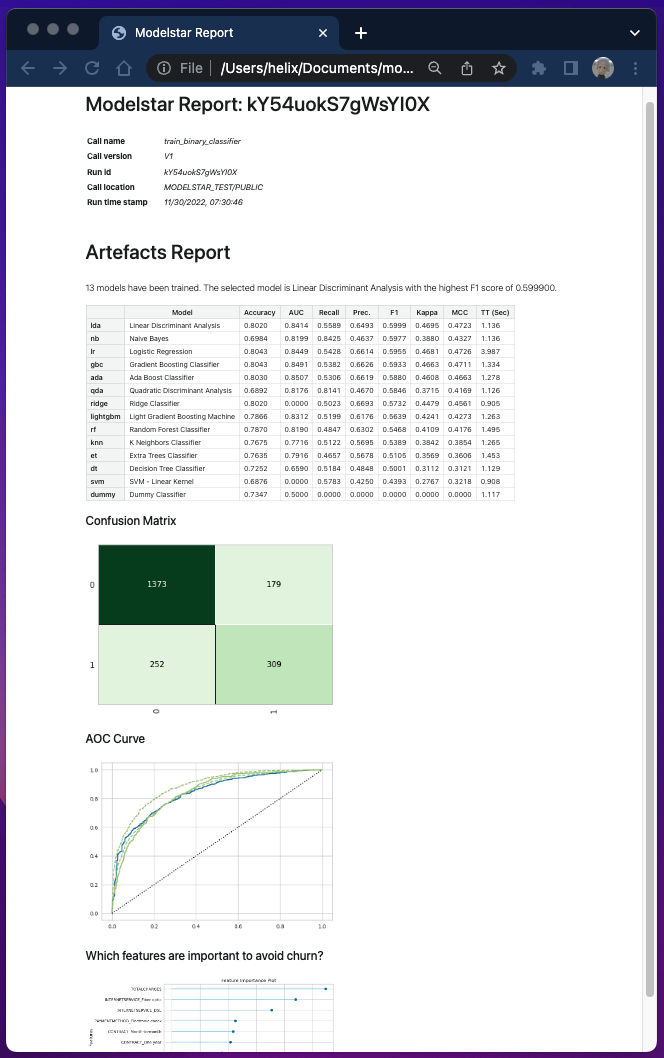 Modelstar Report
File /Users/helix/Documents/mo...
Modelstar Report: kY54uokS7gWsYI0X
Call name train_binary_classifier
Call version V1
Run id kY54uokS7gWsYI0X
Call location MODELSTAR_TEST/PUBLIC
Run time stamp 11/30/2022, 07:30:46
Artefacts Report
13 models have been trained. The selected model is Linear Discriminant Analysis with the highest F1 score of 0.599900.
Model Accuracy AUC Recall Prec. F1 Kappa MCC TT (Sec)
lda Linear Discriminant Analysis 0.8020 0.8414 0.5589 0.6493 0.5999 0.4695 0.4723 1.136
nb Naive Bayes 0.6984 0.8199 0.8425 0.4637 0.5977 0.3880 0.4327 1.136
lr Logistic Regression 0.8043 0.8449 0.5428 0.6614 0.5955 0.4681 0.4726 3.987
gbc Gradient Boosting Classifier 0.8043 0.8491 0.5382 0.6626 0.5933 0.4663 0.4711 1.334
ada Ada Boost Classifier 0.8030 0.8507 0.5306 0.6619 0.5880 0.4608 0.4663 1.278
qda Quadratic Discriminant Analysis 0.6892 0.8176 0.8141 0.4670 0.5846 0.3715 0.4169 1.126
ridge Ridge Classifier 0.8020 0.0000 0.5023 0.6693 0.5732 0.4479 0.4561 0.905
lightgbm Light Gradient Boosting Machine 0.7866 0.8312 0.5199 0.6176 0.5639 0.4241 0.4273 1.263
rf Random Forest Classifier 0.7870 0.8190 0.4847 0.6302 0.5468 0.4109 0.4176 1.495
knn K Neighbors Classifier 0.7675 0.7716 0.5122 0.5695 0.5389 0.3842 0.3854 1.265
et Extra Trees Classifier 0.7635 0.7916 0.4657 0.5678 0.5105 0.3569 0.3606 1.453
dt Decision Tree Classifier 0.7252 0.6590 0.5184 0.4848 0.5001 0.3112 0.3121 1.129
svm SVM - Linear Kernel 0.6876 0.0000 0.5783 0.4250 0.4393 0.2767 0.3218 0.908
dummy Dummy Classifier 0.7347 0.5000 0.0000 0.0000 0.0000 0.0000 0.0000 1.117
Confusion Matrix
0 1373 179
1 252 309
0 1
AOC Curve
1.0
0.8
0.6
0.4
0.2
0.0
0.0 0.2 0.4 0.6 0.8 1.0
Which features are important to avoid churn?
Feature Importance Plot
TOTALCHARGES
INTERNETSERVICE_Fiber optic
INTERNETSERVICE_DSL
PAYMENTMETHOD_Electronic check
CONTRACT_Month-to-month
CONTRACT_Two year
Features